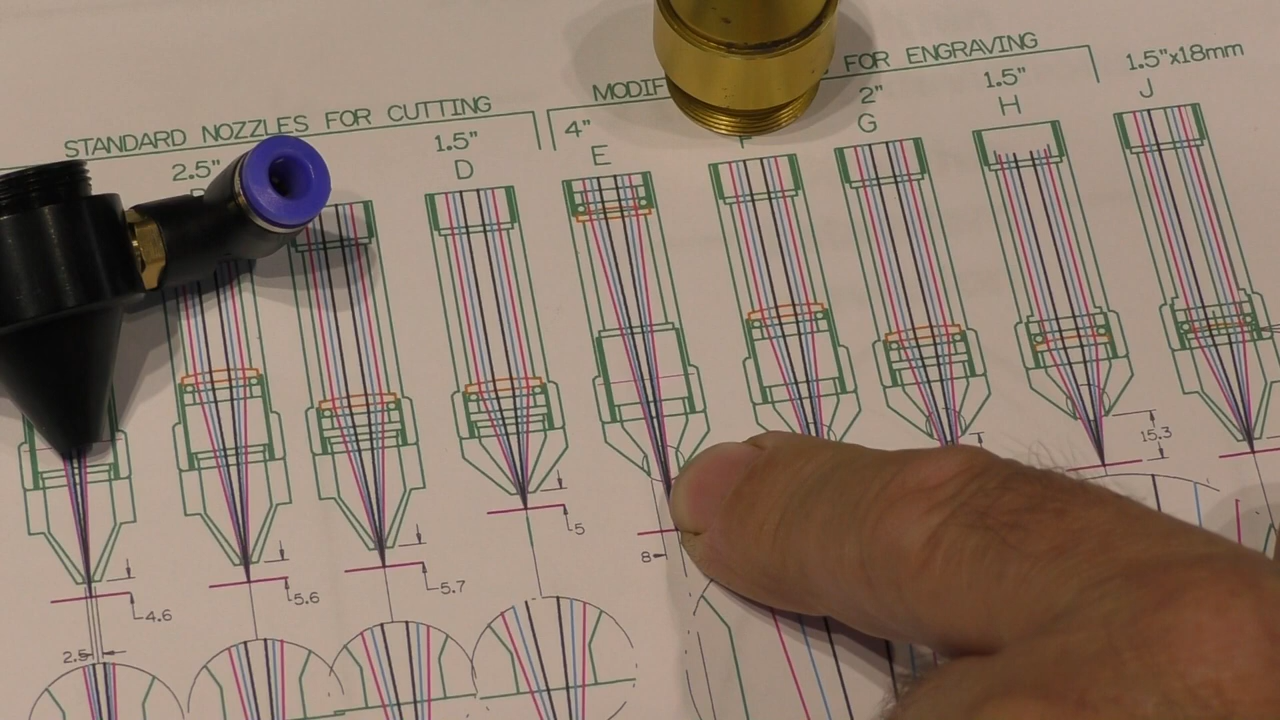 STANDARD NOZZLES FOR CUTTING
MODIF
FOR ENGRAVING
2.5"
1.5"
D
4"
E
2"
G
1.5"
H
1.5"x18mm
J
15.3
5
8
5.7
5.6
4.6
2.5